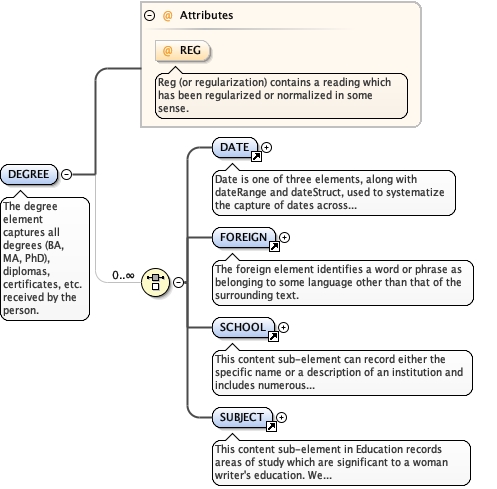 @ Attributes
@ REG
Reg (or regularization) contains a reading which
has been regularized or normalized in some
sense.
DEGREE
The degree
element
captures all
degrees (BA,
MA, PhD),
diplomas,
certificates, etc.
received by the
person.
0..∞
DATE
Date is one of three elements, along with
dateRange and dateStruct, used to systematize
the capture of dates across...
FOREIGN
The foreign element identifies a word or phrase as
belonging to some language other than that of the
surrounding text.
SCHOOL
This content sub-element can record either the
specific name or a description of an institution and
includes numerous...
SUBJECT
This content sub-element in Education records
areas of study which are significant to a woman
writer's education. We...